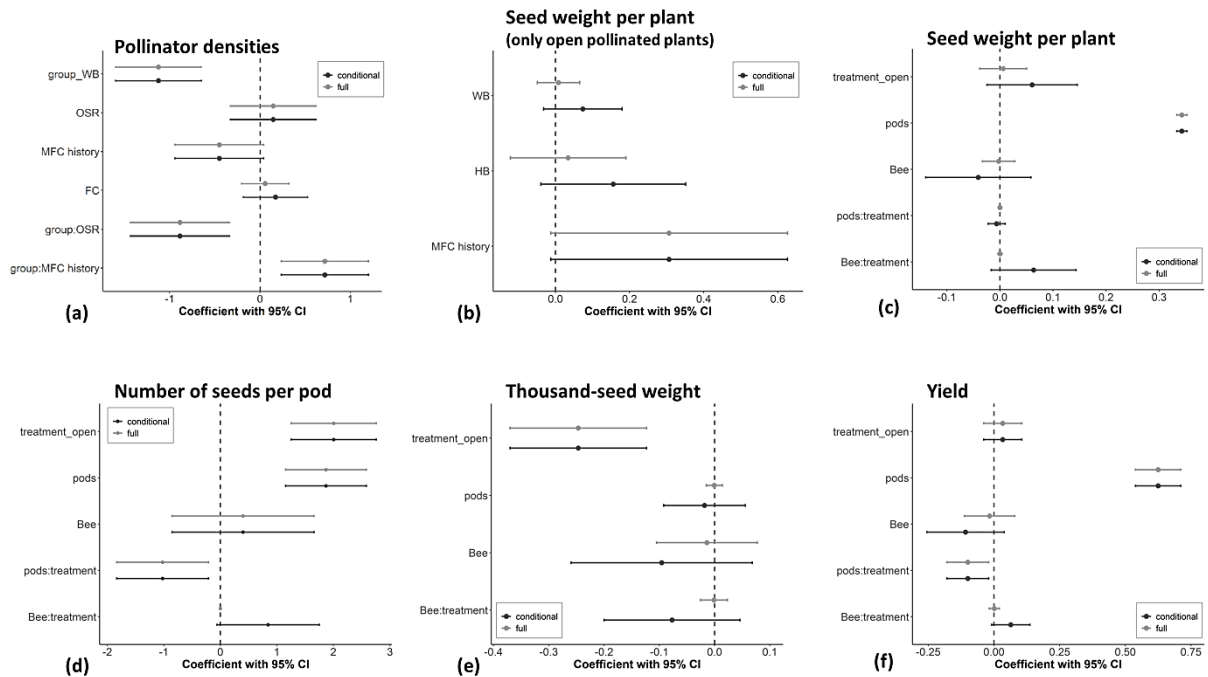 Pollinator densities
group_WB
OSR
MFC history
FC
group:OSR
group:MFC history
conditional
full
-1
0
1
Coefficient with 95% CI
(a)
Seed weight per plant
(only open pollinated plants)
WB
HB
MFC history
conditional
full
0.0
0.2
0.4
0.6
Coefficient with 95% CI
(b)
Seed weight per plant
treatment_open
pods
Bee
pods:treatment
Bee:treatment
conditional
full
-0.1
0.0
0.1
0.2
0.3
Coefficient with 95% CI
(c)
Number of seeds per pod
conditional
full
treatment_open
pods
Bee
pods:treatment
Bee:treatment
-2
-1
0
1
2
3
Coefficient with 95% CI
(d)
Thousand-seed weight
treatment_open
pods
Bee
Bee:treatment
conditional
full
-0.4
-0.3
-0.2
-0.1
0.0
0.1
Coefficient with 95% CI
(e)
Yield
treatment_open
pods
Bee
pods:treatment
Bee:treatment
conditional
full
-0.25
0.00
0.25
0.50
0.75
Coefficient with 95% CI
(f)